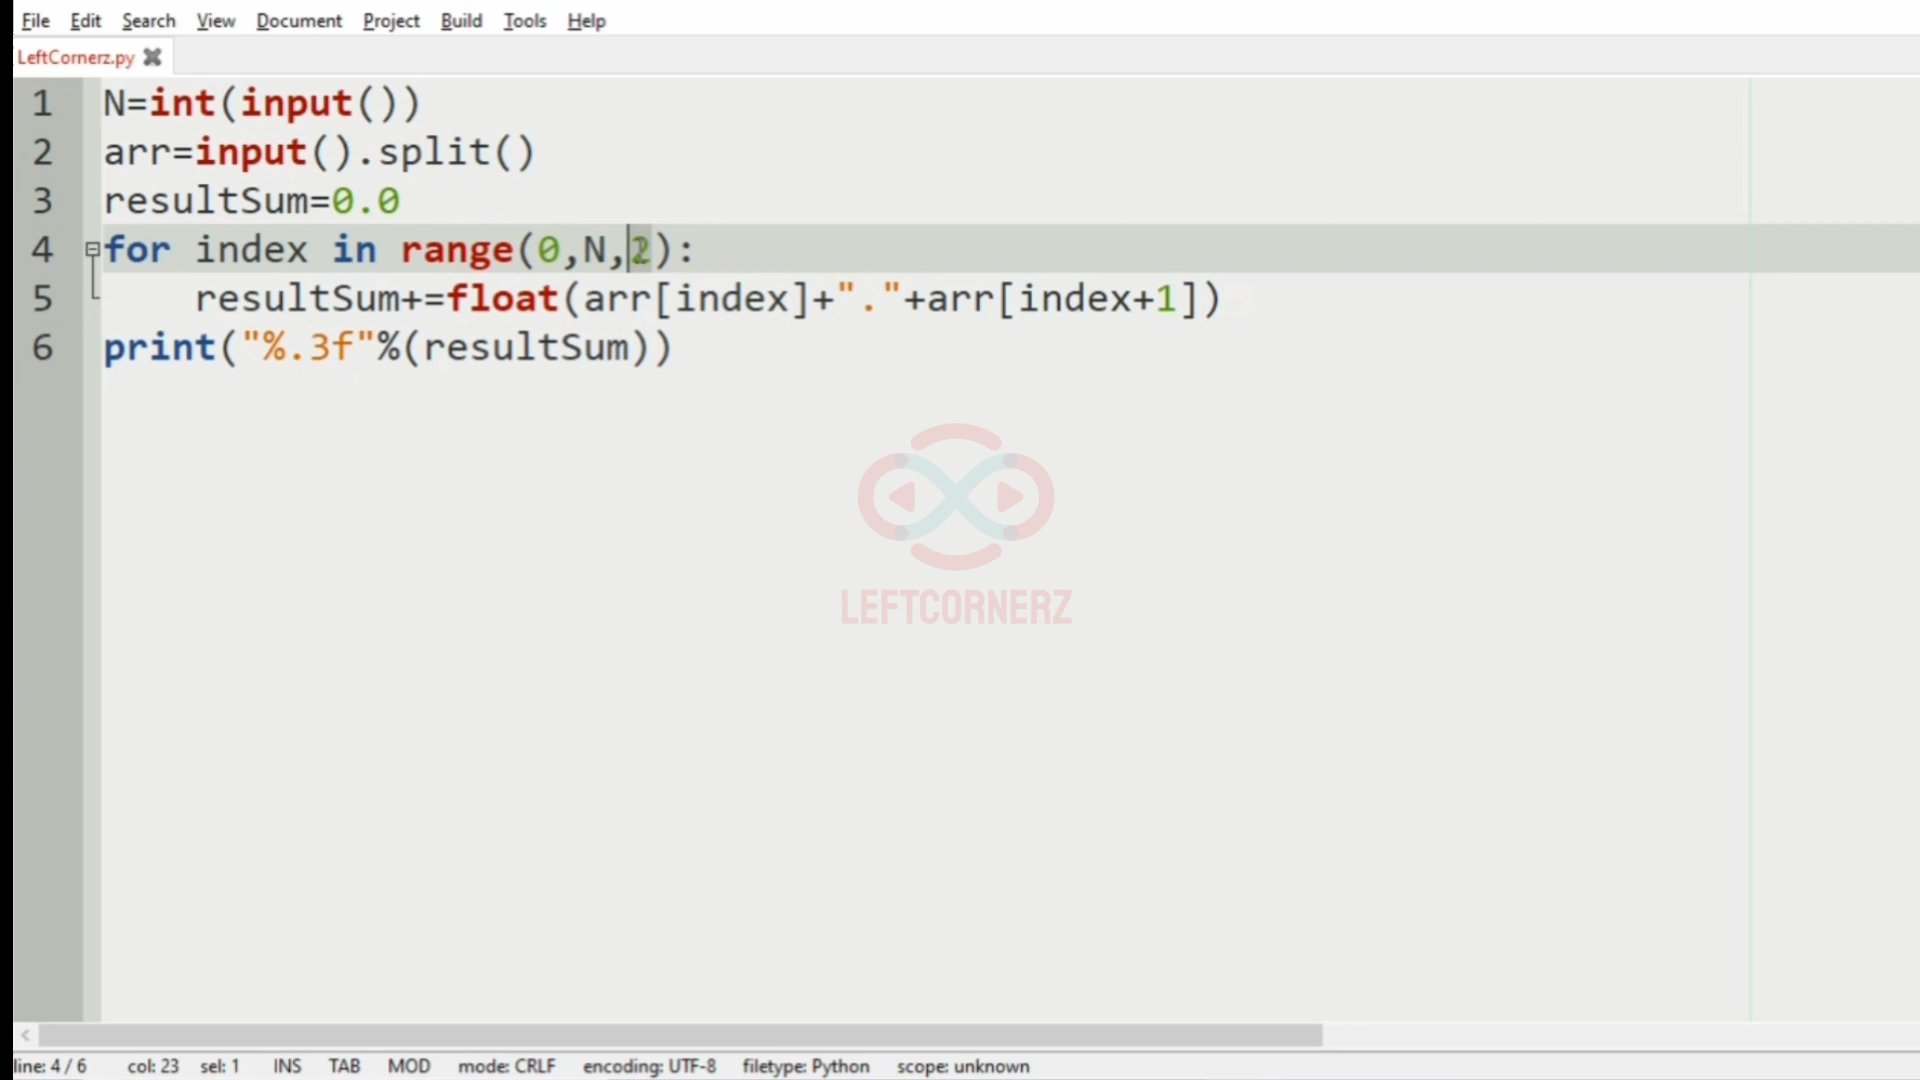 File Edit Search View Document Project Build Tools Help
LeftCornerz.py
1 N=int(input())
2 arr=input().split()
3 resultSum=0.0
4 for index in range(0,N,2):
5     resultSum+=float(arr[index]+"."+arr[index+1])
6 print("%.3f"%(resultSum))
LEFTCORNERZ
line: 4 / 6 col: 23 sel: 1 INS TAB MOD mode: CRLF encoding: UTF-8 filetype: Python scope: unknown